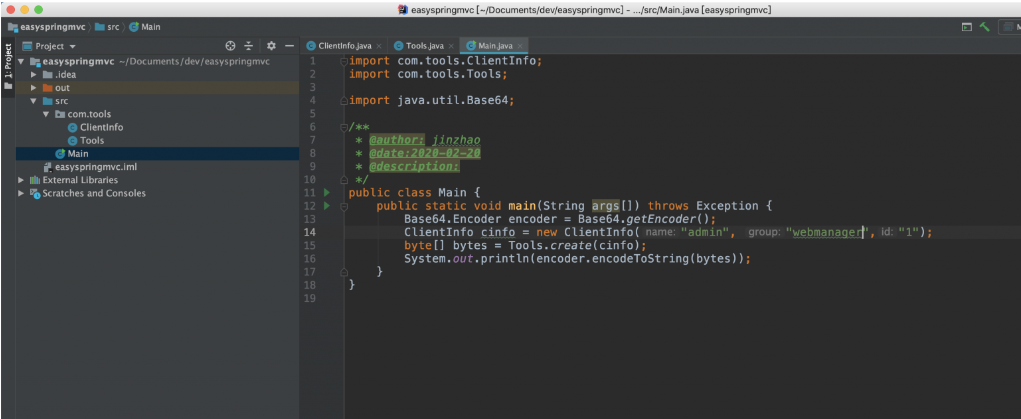 easyspringmvc [~/Documents/dev/easyspringmvc] - .../src/Main.java [easyspringmvc]
easyspringmvc src Main
1: Project
Project
easyspringmvc ~/Documents/dev/easyspringmvc
.idea
out
src
com.tools
ClientInfo
Tools
Main
easyspringmvc.iml
External Libraries
Scratches and Consoles
ClientInfo.java Tools.java Main.java
1 import com.tools.ClientInfo;
2 import com.tools.Tools;
3
4 import java.util.Base64;
5
6 /**
7 * @author: jinzhao
8 * @date:2020-02-20
9 * @description:
10 */
11 public class Main {
12 public static void main(String args[]) throws Exception {
13 Base64.Encoder encoder = Base64.getEncoder();
14 ClientInfo cinfo = new ClientInfo( name: "admin", group: "webmanager", id: "1");
15 byte[] bytes = Tools.create(cinfo);
16 System.out.println(encoder.encodeToString(bytes));
17 }
18 }
19